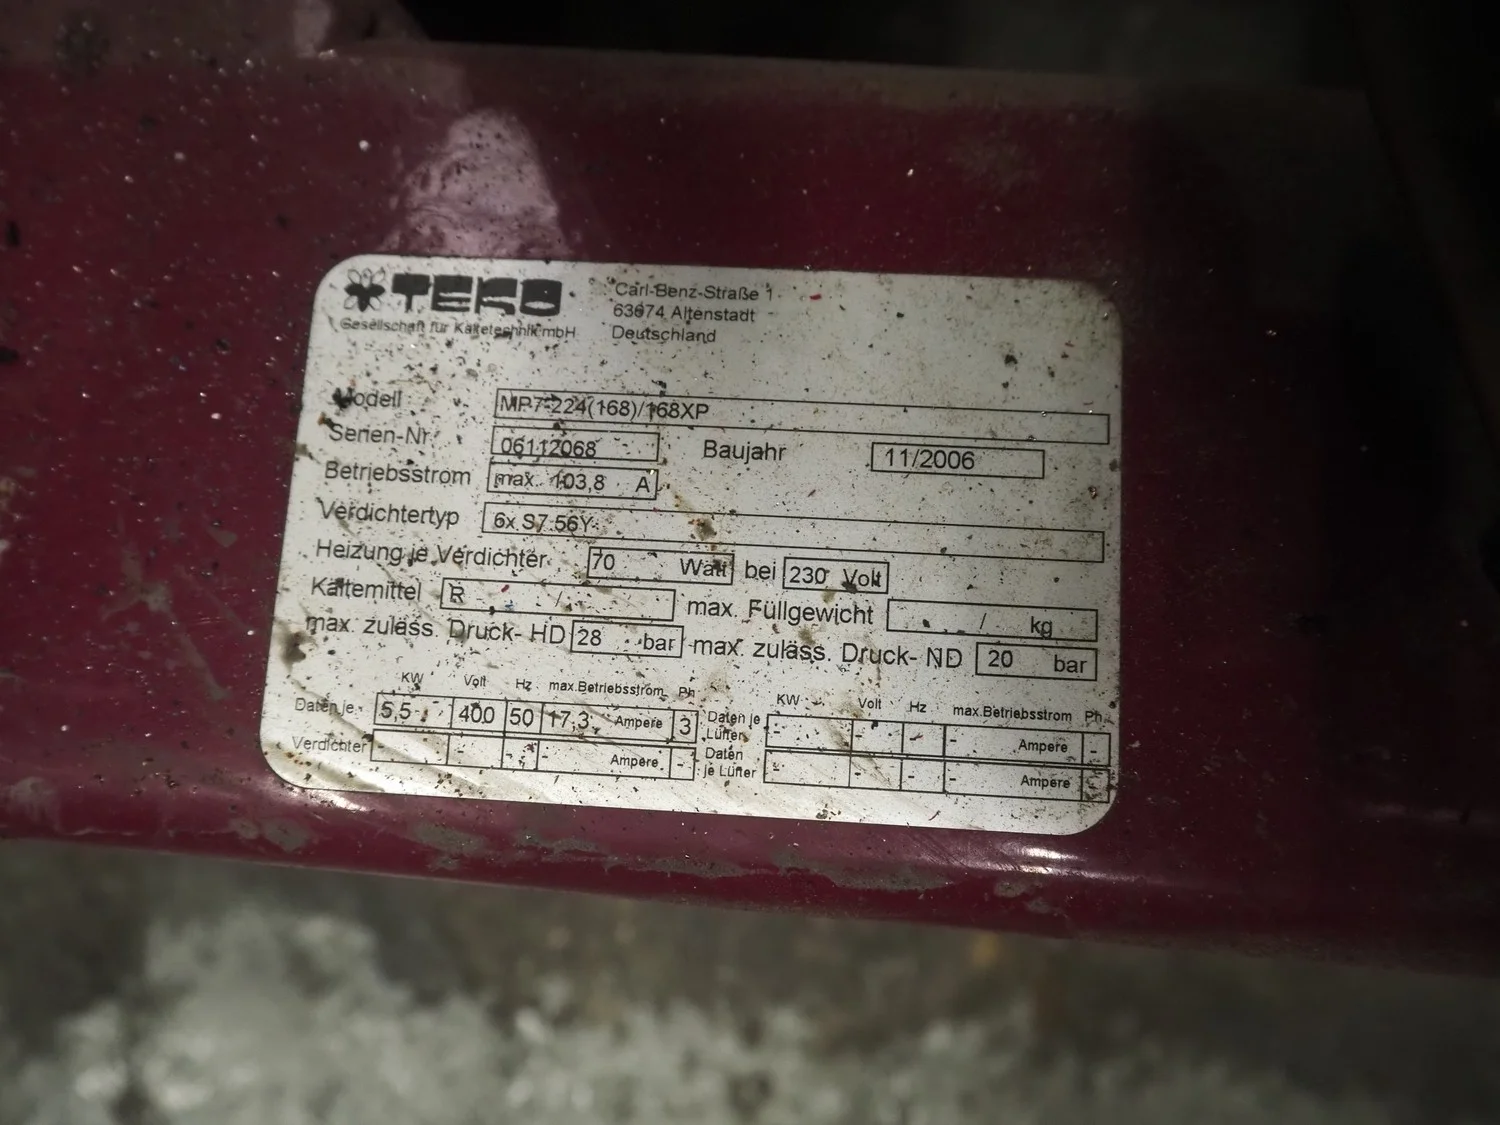 TEKO
Gesellschaft für Kältetechnik mbH
Carl-Benz-Straße 1
63674 Altenstadt
Deutschland
Modell MP7-224(168)/168XP
Serien-Nr. 06112068 Baujahr 11/2006
Betriebsstrom max. 103,8 A
Verdichtertyp 6x S7.56Y
Heizung je Verdichter 70 Watt bei 230 Volt
Kältemittel R / max. Füllgewicht / kg
max. zuläss. Druck- HD 28 bar max. zuläss. Druck- ND 20 bar
KW Volt Hz max.Betriebsstrom Ph KW Volt Hz max.Betriebsstrom Ph
Daten je 5,5 400 50 17,3 Ampere 3 Daten je Lüfter - - - - Ampere -
Verdichter - - - - Ampere - Daten je Lüfter - - - - Ampere -